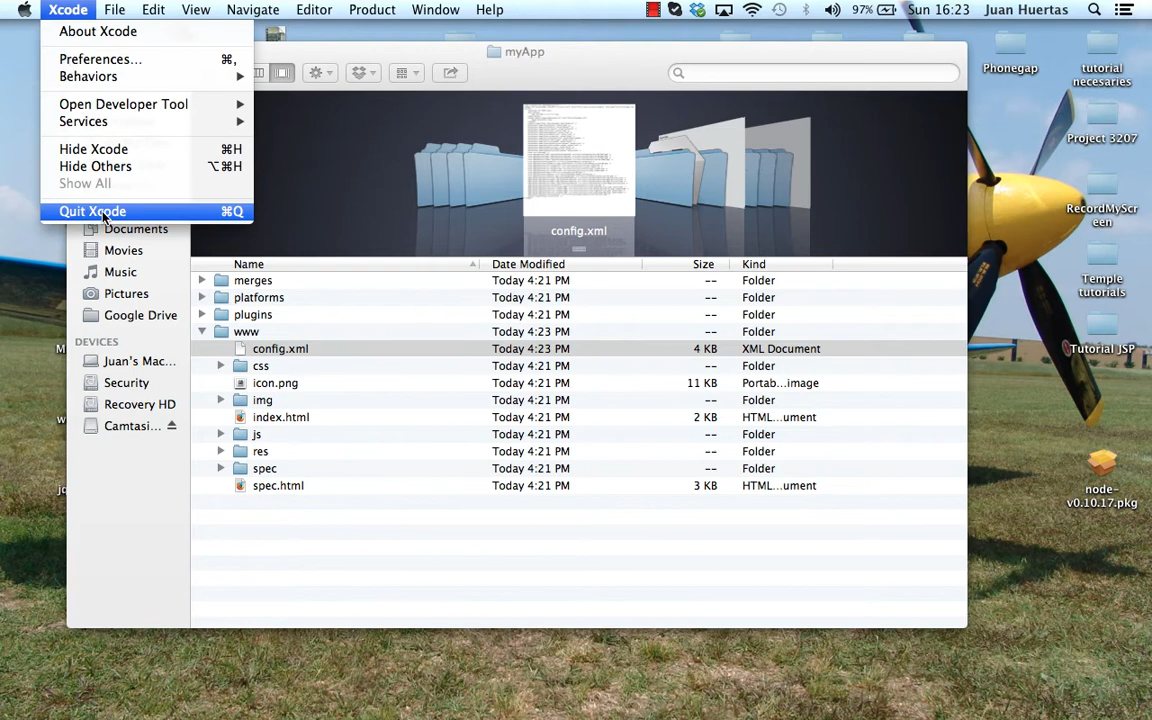 Xcode File Edit View Navigate Editor Product Window Help 97% Sun 16:23 Juan Huertas
About Xcode
Preferences... ⌘,
Behaviors
Open Developer Tool
Services
Hide Xcode ⌘H
Hide Others ⌥⌘H
Show All
Quit Xcode ⌘Q
myApp
config.xml
Documents
Movies
Music
Pictures
Google Drive
DEVICES
Juan's Mac...
Security
Recovery HD
Camtasi...
Name Date Modified Size Kind
merges Today 4:21 PM -- Folder
platforms Today 4:21 PM -- Folder
plugins Today 4:21 PM -- Folder
www Today 4:23 PM -- Folder
config.xml Today 4:23 PM 4 KB XML Document
css Today 4:21 PM -- Folder
icon.png Today 4:21 PM 11 KB Portab...image
img Today 4:21 PM -- Folder
index.html Today 4:21 PM 2 KB HTML...ument
js Today 4:21 PM -- Folder
res Today 4:21 PM -- Folder
spec Today 4:21 PM -- Folder
spec.html Today 4:21 PM 3 KB HTML...ument
Phonegap
tutorial
necesaries
Project 3207
RecordMyScr
een
Temple
tutorials
Tutorial JSP
node-
v0.10.17.pkg